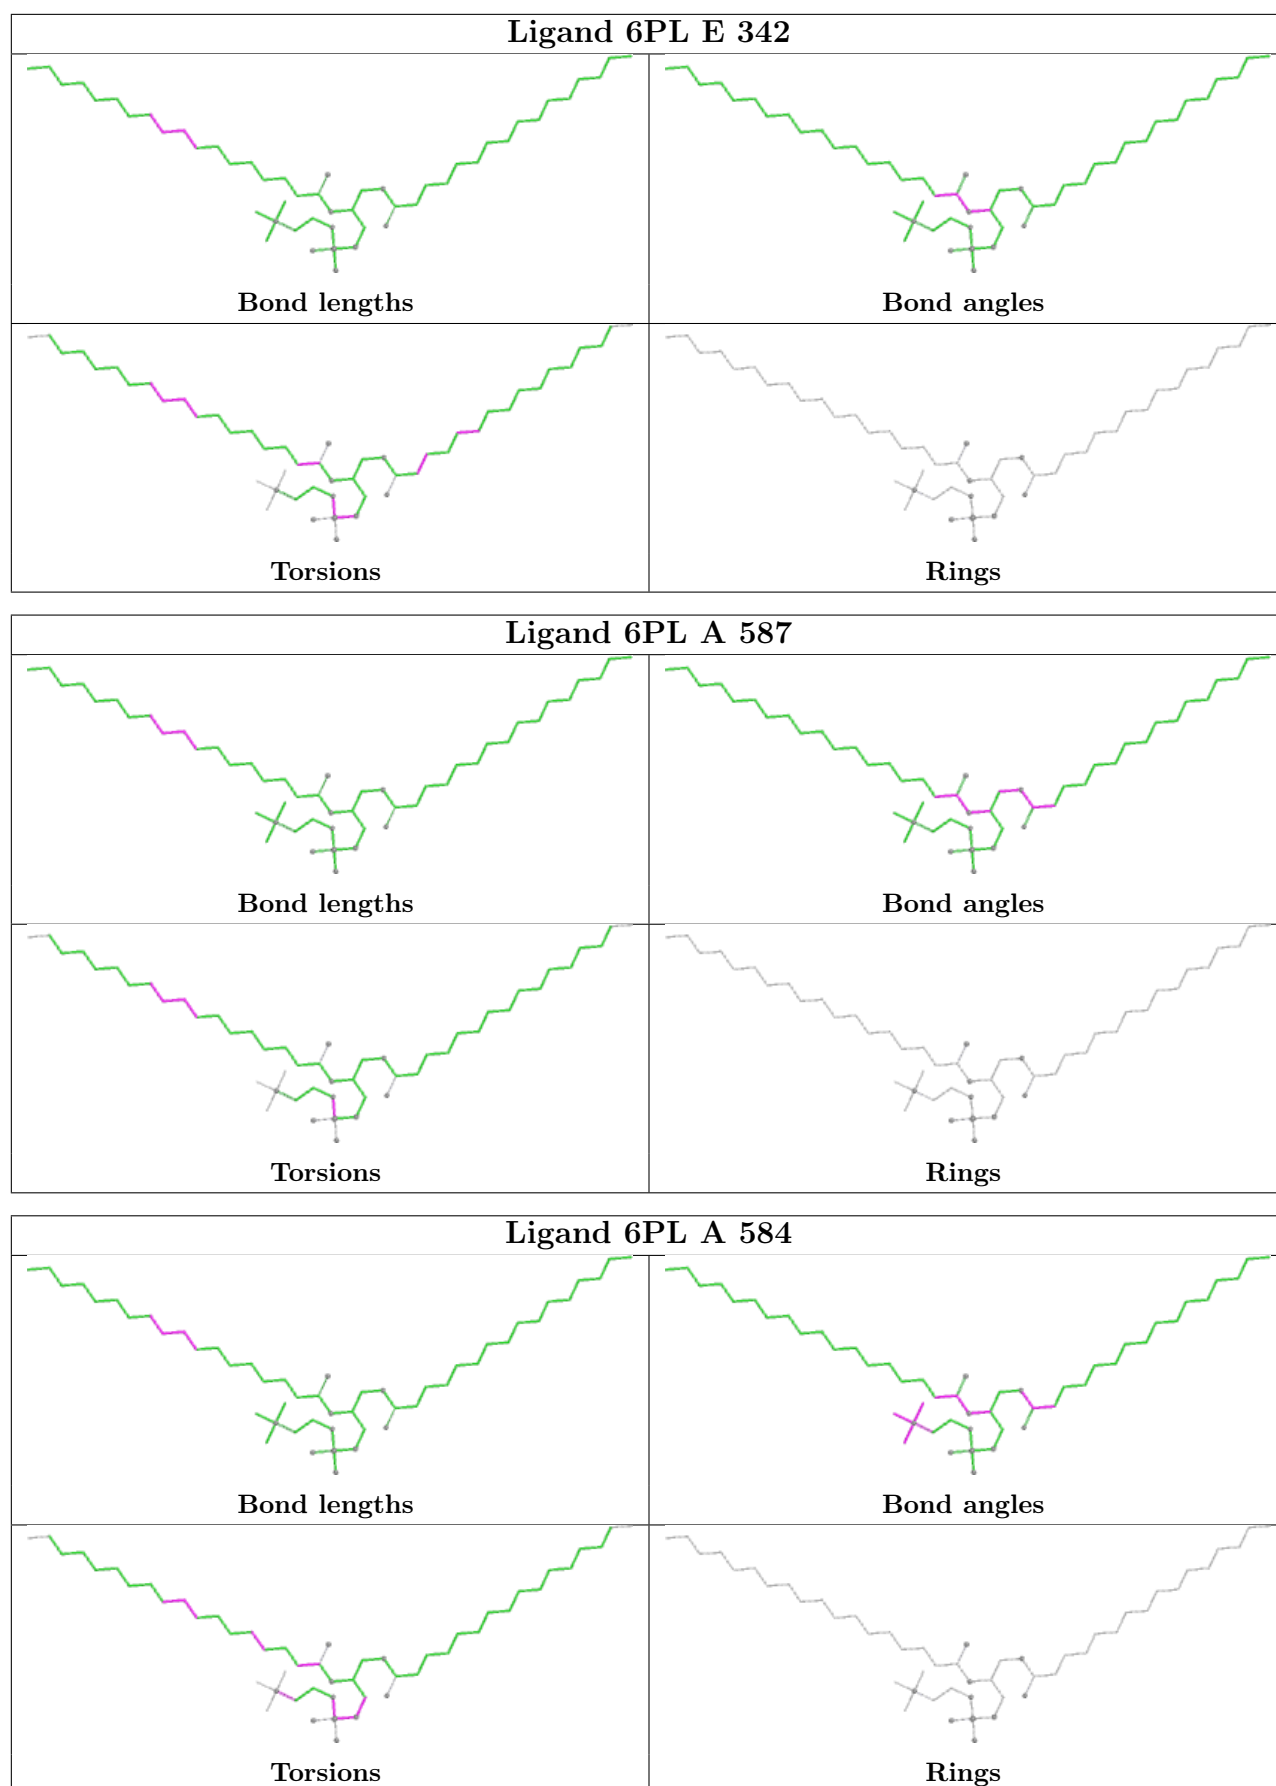 Ligand 6PL E 342
Bond lengths
Bond angles
Torsions
Rings
Ligand 6PL A 587
Bond lengths
Bond angles
Torsions
Rings
Ligand 6PL A 584
Bond lengths
Bond angles
Torsions
Rings